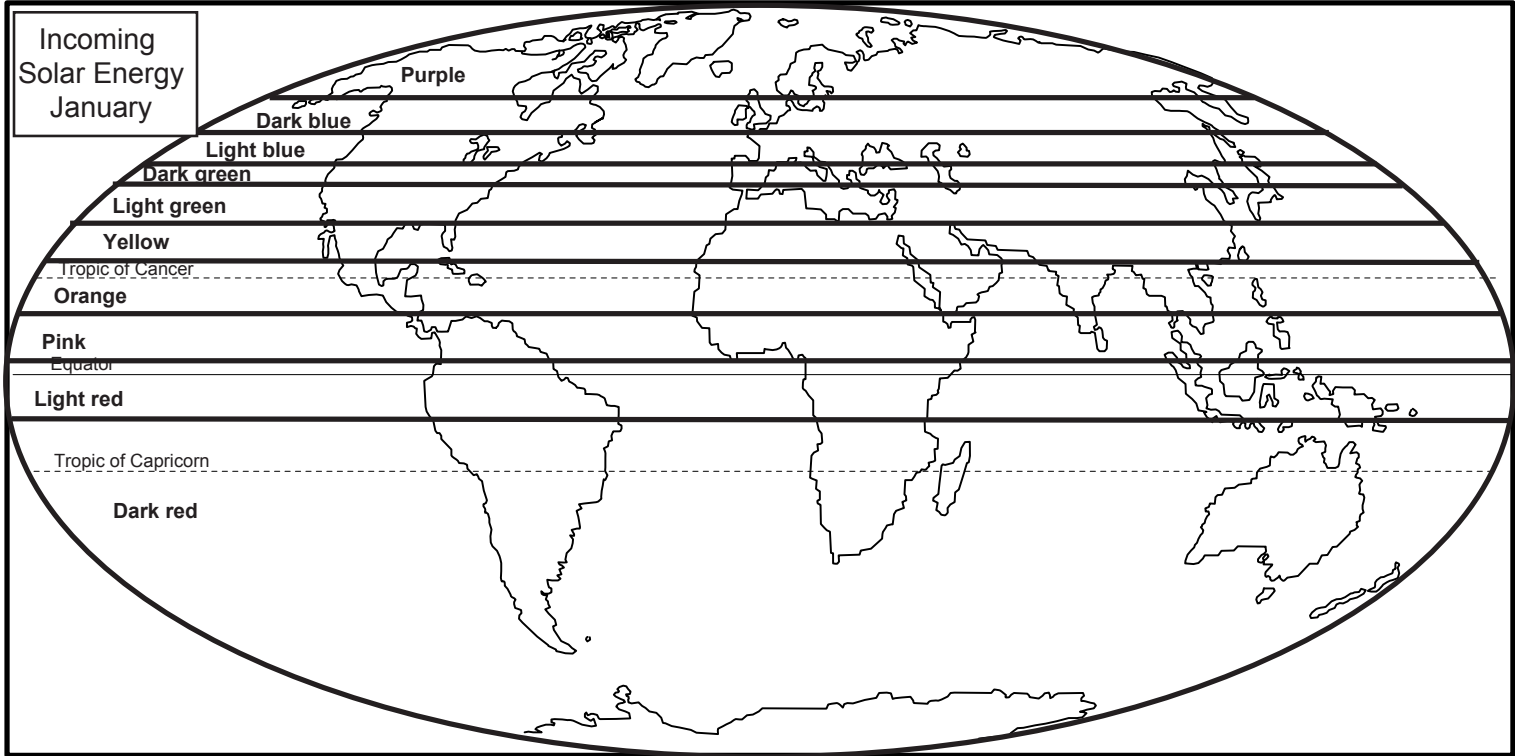 Incoming
Solar Energy
January
Purple
Dark blue
Light blue
Dark green
Light green
Yellow
Tropic of Cancer
Orange
Pink
Equator
Light red
Tropic of Capricorn
Dark red